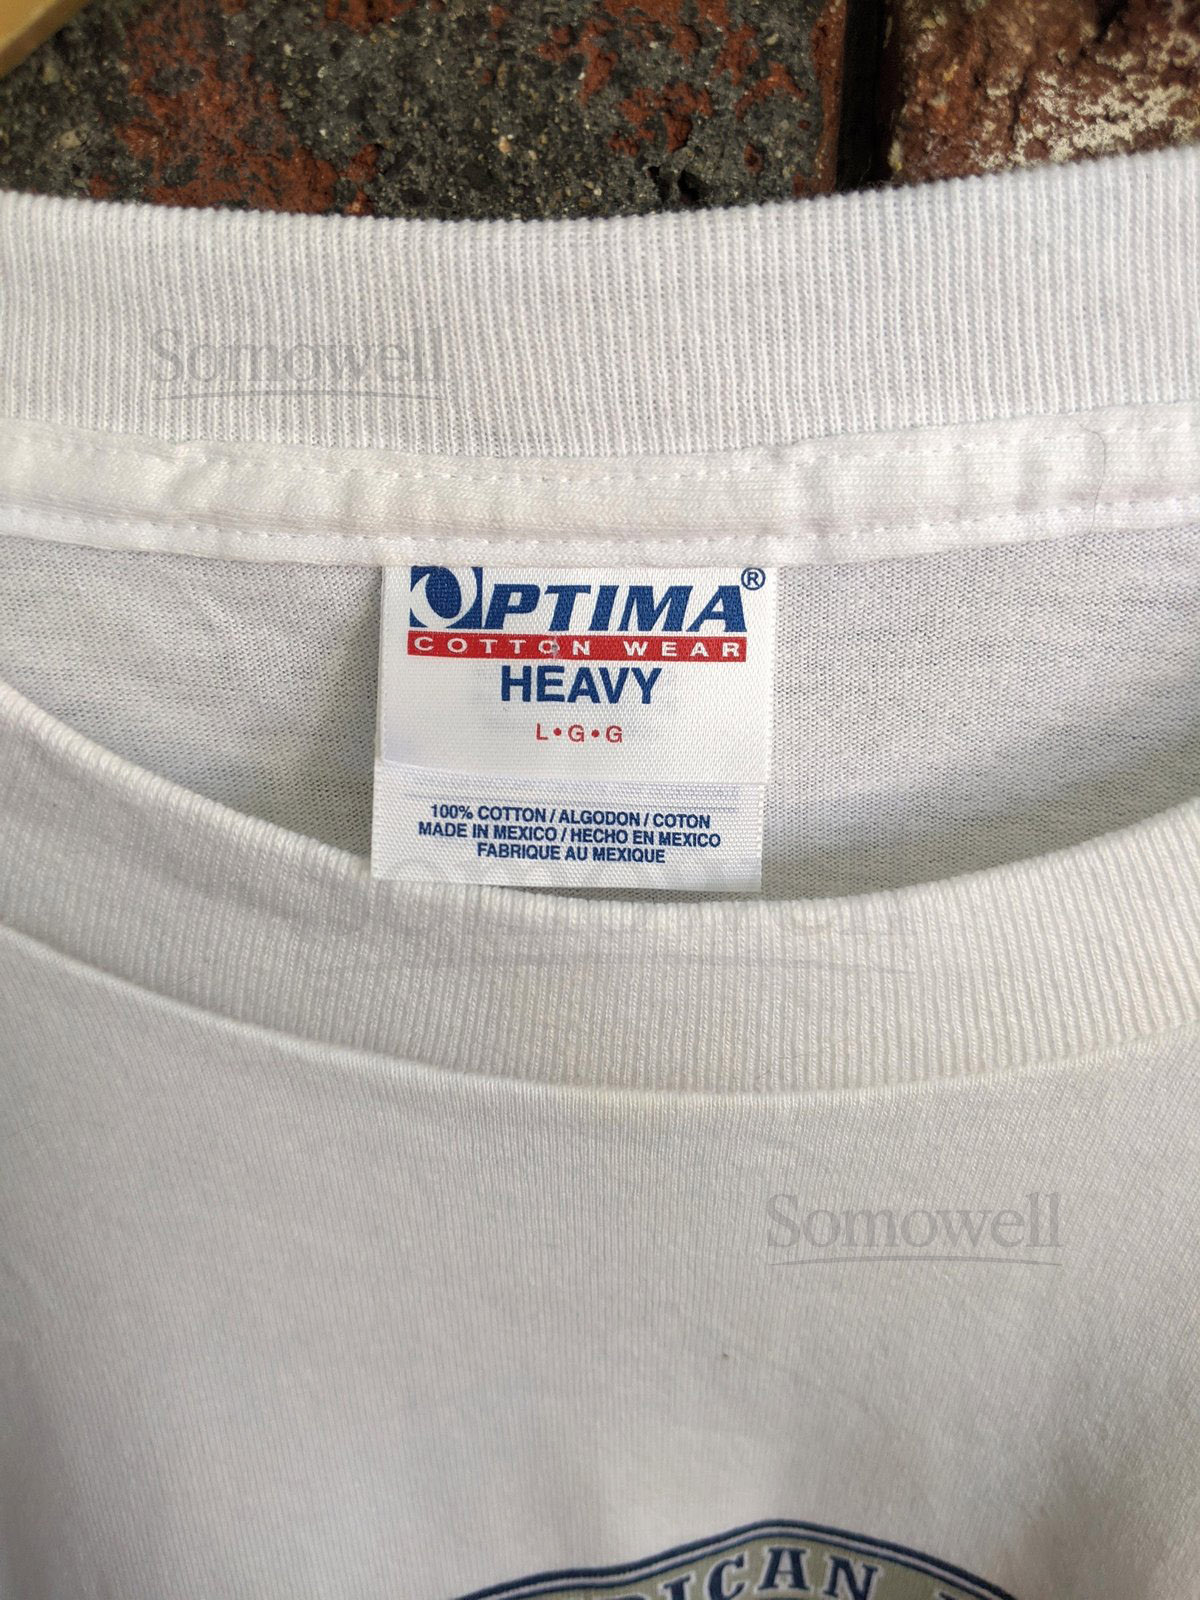 Somowell
OPTIMA®
COTTON WEAR
HEAVY
L•G•G
100% COTTON / ALGODON / COTON
MADE IN MEXICO / HECHO EN MEXICO
FABRIQUE AU MEXIQUE
Somowell